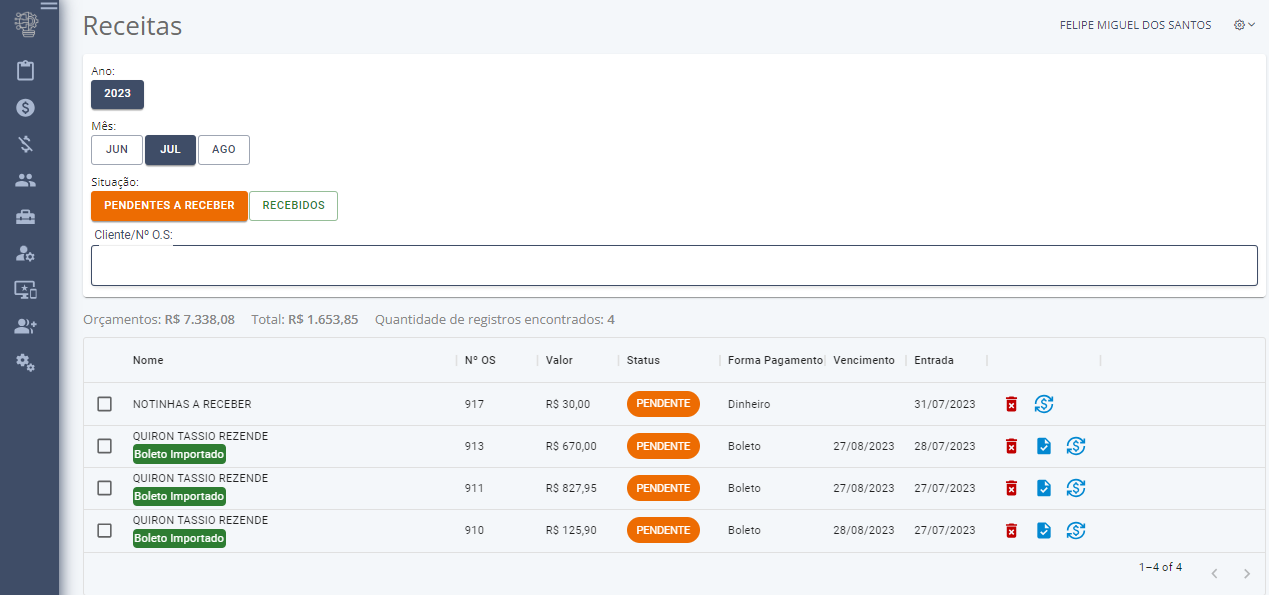 Receitas
FELIPE MIGUEL DOS SANTOS
Ano:
2023
Mês:
JUN JUL AGO
Situação:
PENDENTES A RECEBER RECEBIDOS
Cliente/Nº O.S:
Orçamentos: R$ 7.338,08 Total: R$ 1.653,85 Quantidade de registros encontrados: 4
Nome Nº OS Valor Status Forma Pagamento Vencimento Entrada
NOTINHAS A RECEBER 917 R$ 30,00 PENDENTE Dinheiro 31/07/2023
QUIRON TASSIO REZENDE
Boleto Importado 913 R$ 670,00 PENDENTE Boleto 27/08/2023 28/07/2023
QUIRON TASSIO REZENDE
Boleto Importado 911 R$ 827,95 PENDENTE Boleto 27/08/2023 27/07/2023
QUIRON TASSIO REZENDE
Boleto Importado 910 R$ 125,90 PENDENTE Boleto 28/08/2023 27/07/2023
1–4 of 4